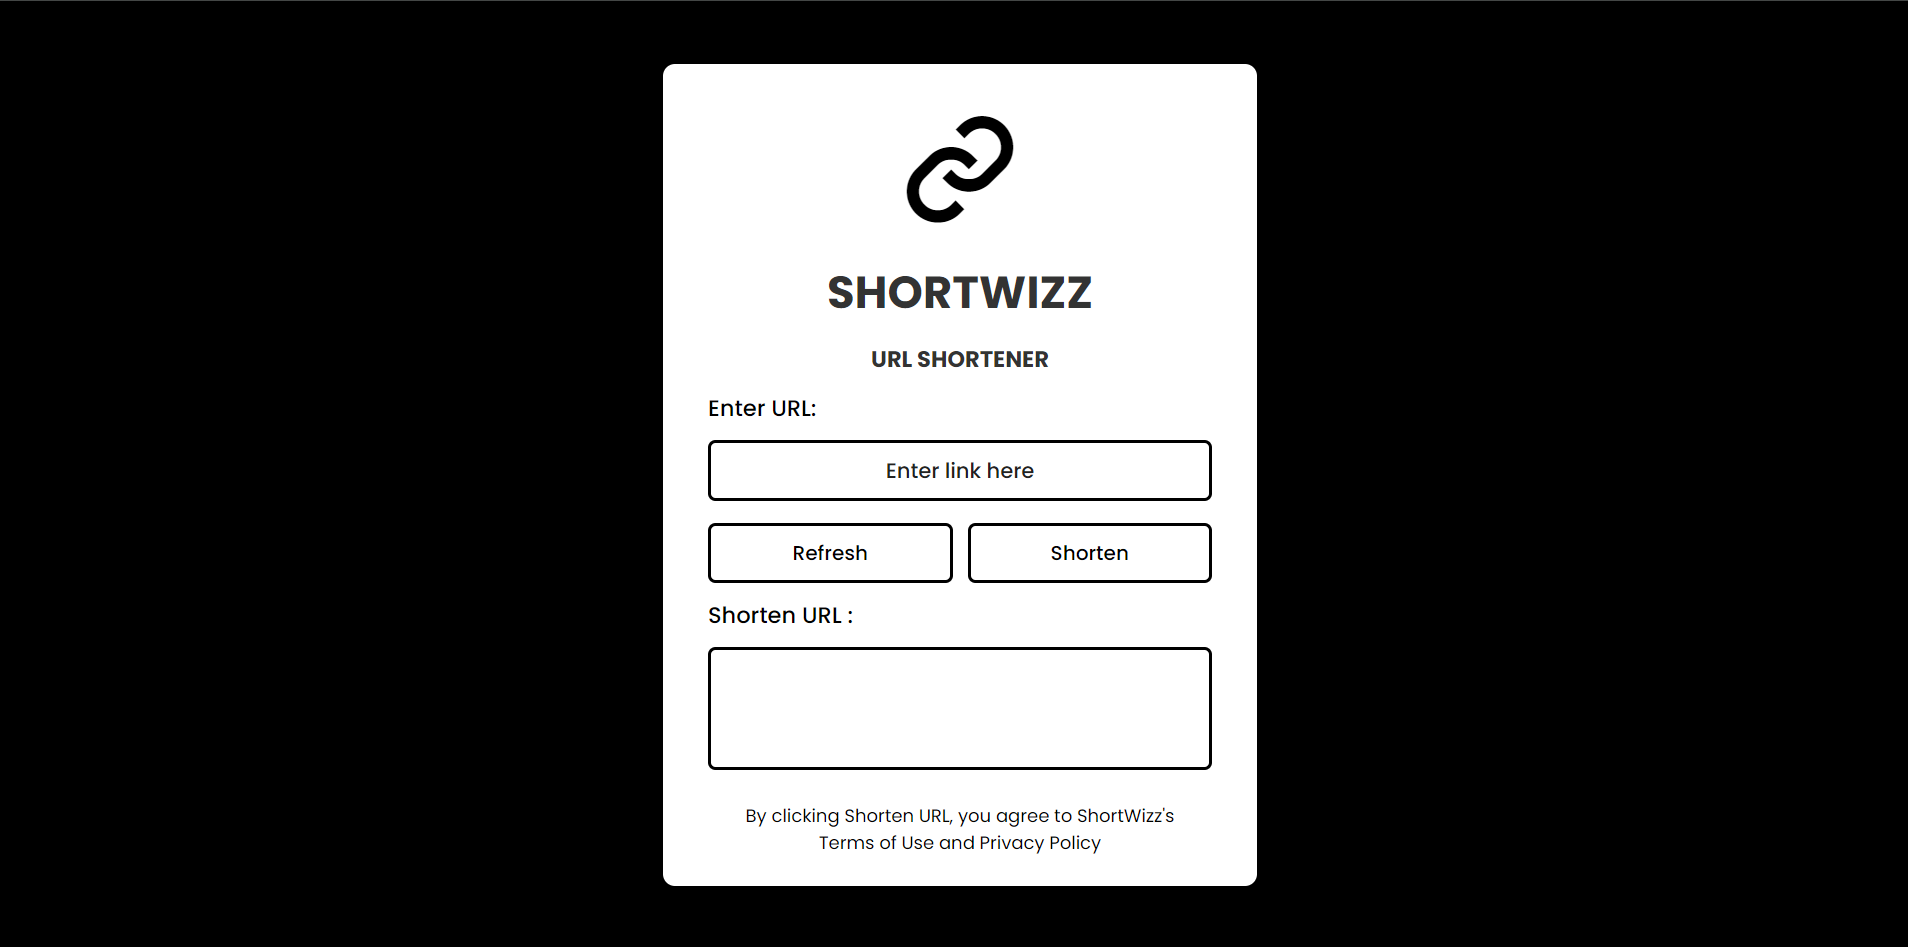 SHORTWIZZ
URL SHORTENER
Enter URL:
Enter link here
Refresh
Shorten
Shorten URL :
By clicking Shorten URL, you agree to ShortWizz's
Terms of Use and Privacy Policy